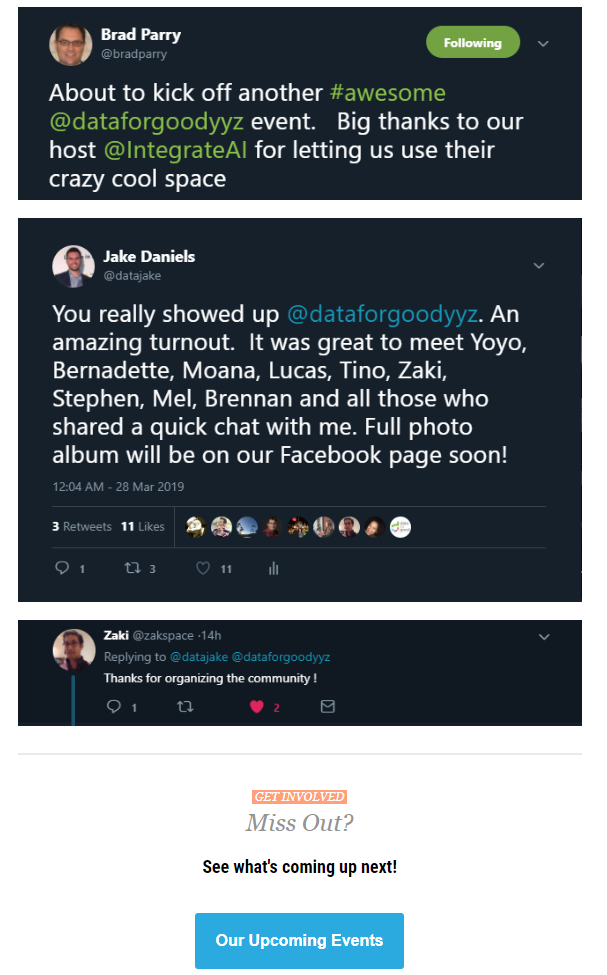 Brad Parry
@bradparry
Following
About to kick off another #awesome
@dataforgoodyyz event. Big thanks to our
host @IntegrateAI for letting us use their
crazy cool space
Jake Daniels
@datajake
You really showed up @dataforgoodyyz. An
amazing turnout. It was great to meet Yoyo,
Bernadette, Moana, Lucas, Tino, Zaki,
Stephen, Mel, Brennan and all those who
shared a quick chat with me. Full photo
album will be on our Facebook page soon!
12:04 AM - 28 Mar 2019
3 Retweets 11 Likes
1 3 11
Zaki @zakspace ·14h
Replying to @datajake @dataforgoodyyz
Thanks for organizing the community !
1 2
GET INVOLVED
Miss Out?
See what's coming up next!
Our Upcoming Events